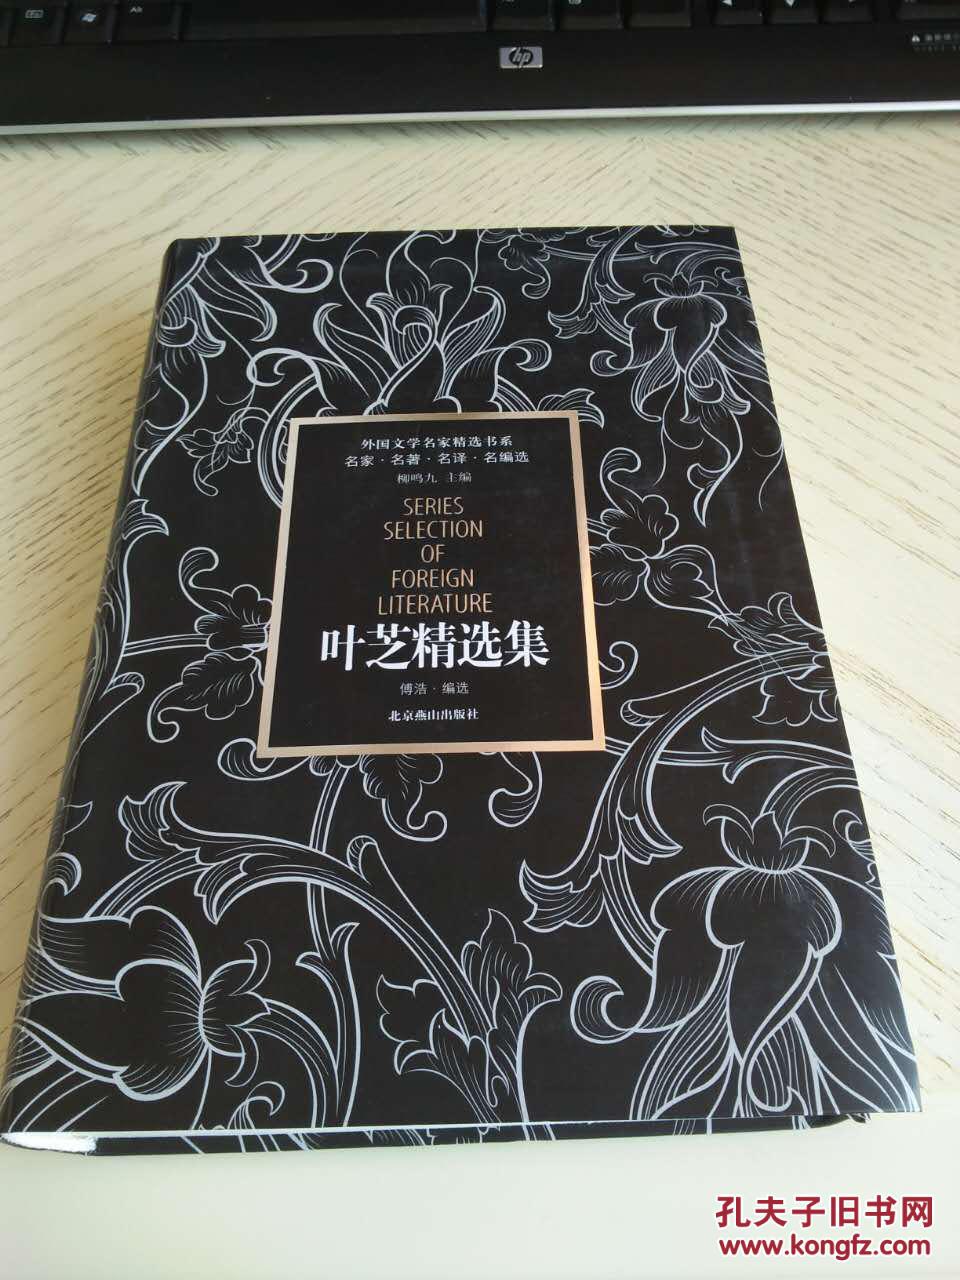 Alt
hp
外国文学名家精选书系
名家·名著·名译·名编选
柳鸣九 主编
SERIES
SELECTION
OF
FOREIGN
LITERATURE
叶芝精选集
傅浩·编选
北京燕山出版社
孔夫子旧书网
www.kongfz.com